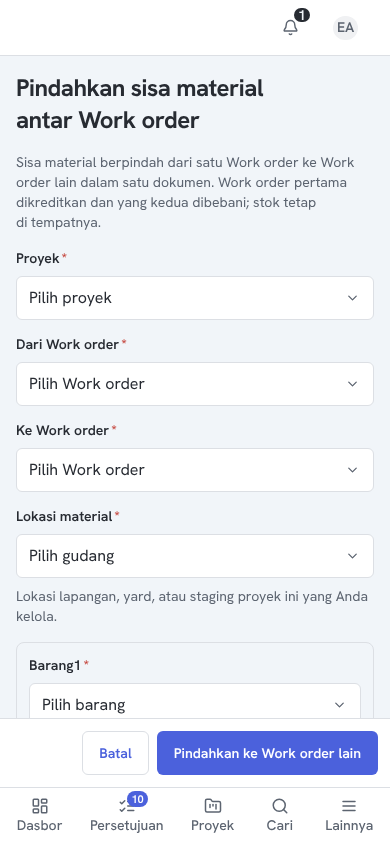 1
EA
Pindahkan sisa material
antar Work order
Sisa material berpindah dari satu Work order ke Work
order lain dalam satu dokumen. Work order pertama
dikreditkan dan yang kedua dibebani; stok tetap
di tempatnya.
Proyek*
Pilih proyek
Dari Work order*
Pilih Work order
Ke Work order*
Pilih Work order
Lokasi material*
Pilih gudang
Lokasi lapangan, yard, atau staging proyek ini yang Anda
kelola.
Barang1*
Pilih barang
Batal Pindahkan ke Work order lain
10
Dasbor Persetujuan Proyek Cari Lainnya